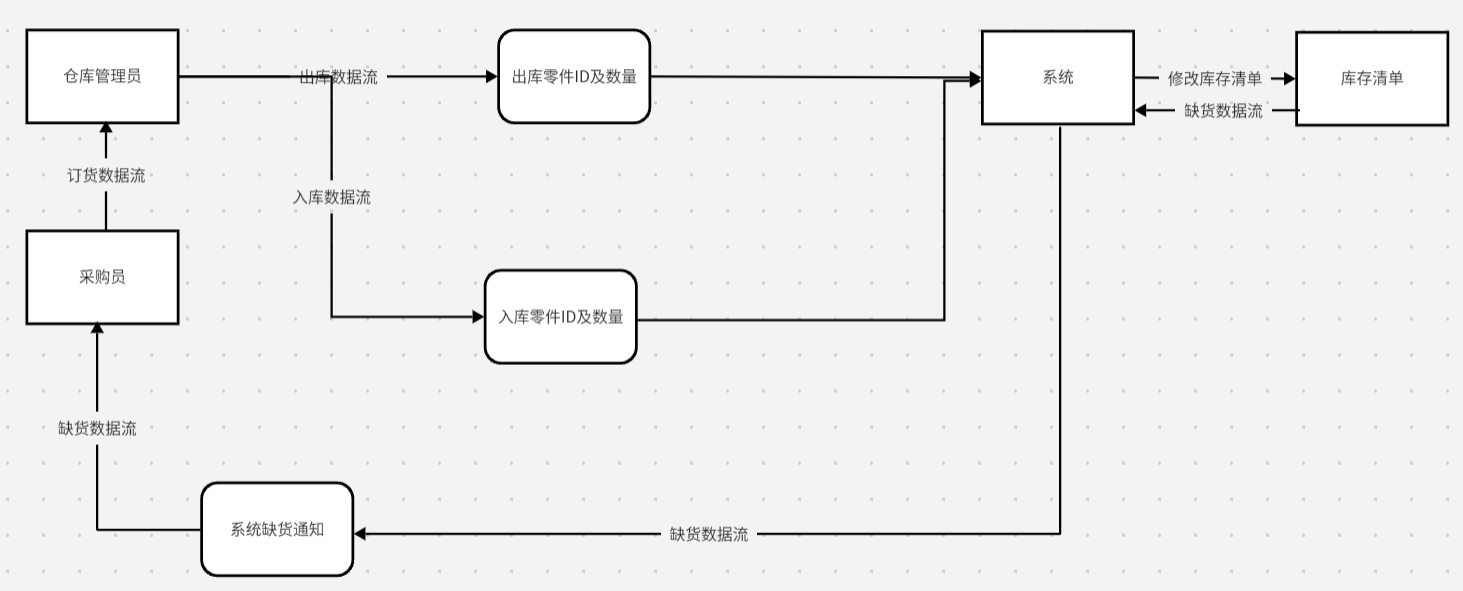 仓库管理员
出库数据流
出库零件ID及数量
系统
修改库存清单
库存清单
缺货数据流
订货数据流
入库数据流
采购员
入库零件ID及数量
缺货数据流
系统缺货通知
缺货数据流